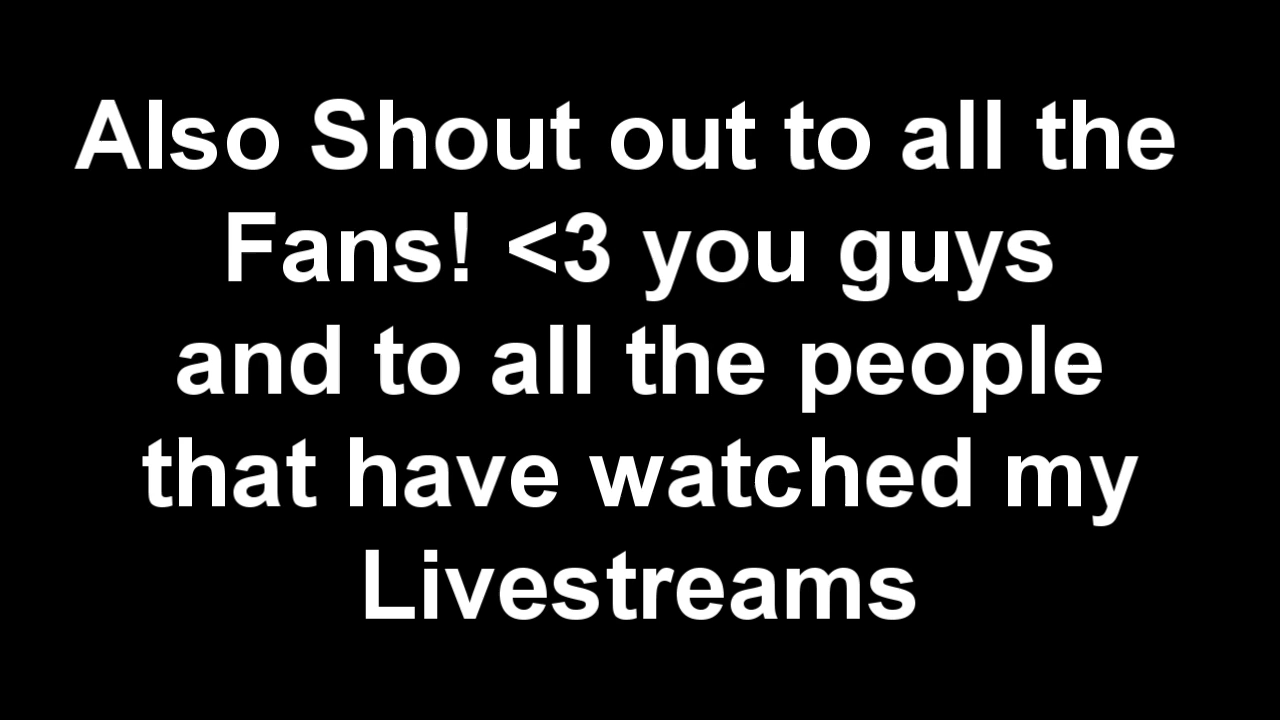 Also Shout out to all the
Fans! <3 you guys
and to all the people
that have watched my
Livestreams